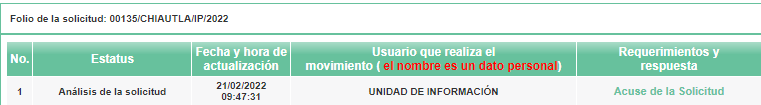 Folio de la solicitud: 00135/CHIAUTLA/IP/2022
No. Estatus Fecha y hora de actualización Usuario que realiza el movimiento ( el nombre es un dato personal) Requerimientos y respuesta
1 Análisis de la solicitud 21/02/2022 09:47:31 UNIDAD DE INFORMACIÓN Acuse de la Solicitud